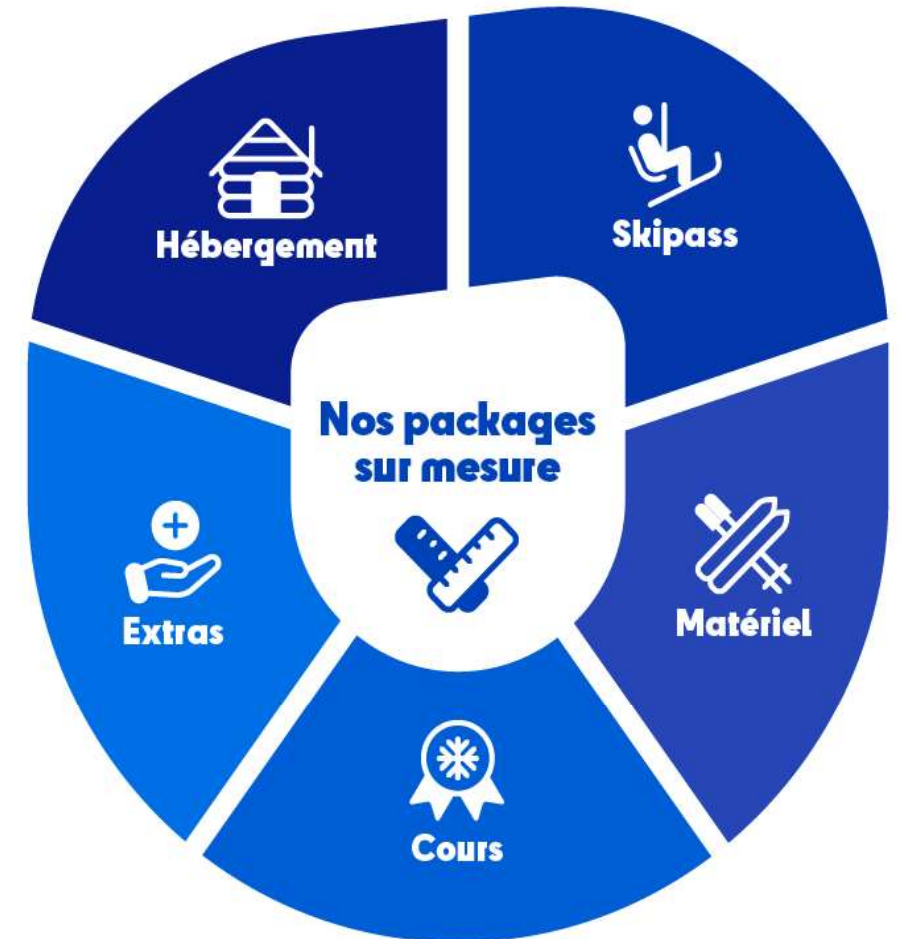 Hébergement
Skipass
Nos packages
sur mesure
Extras
Matériel
Cours